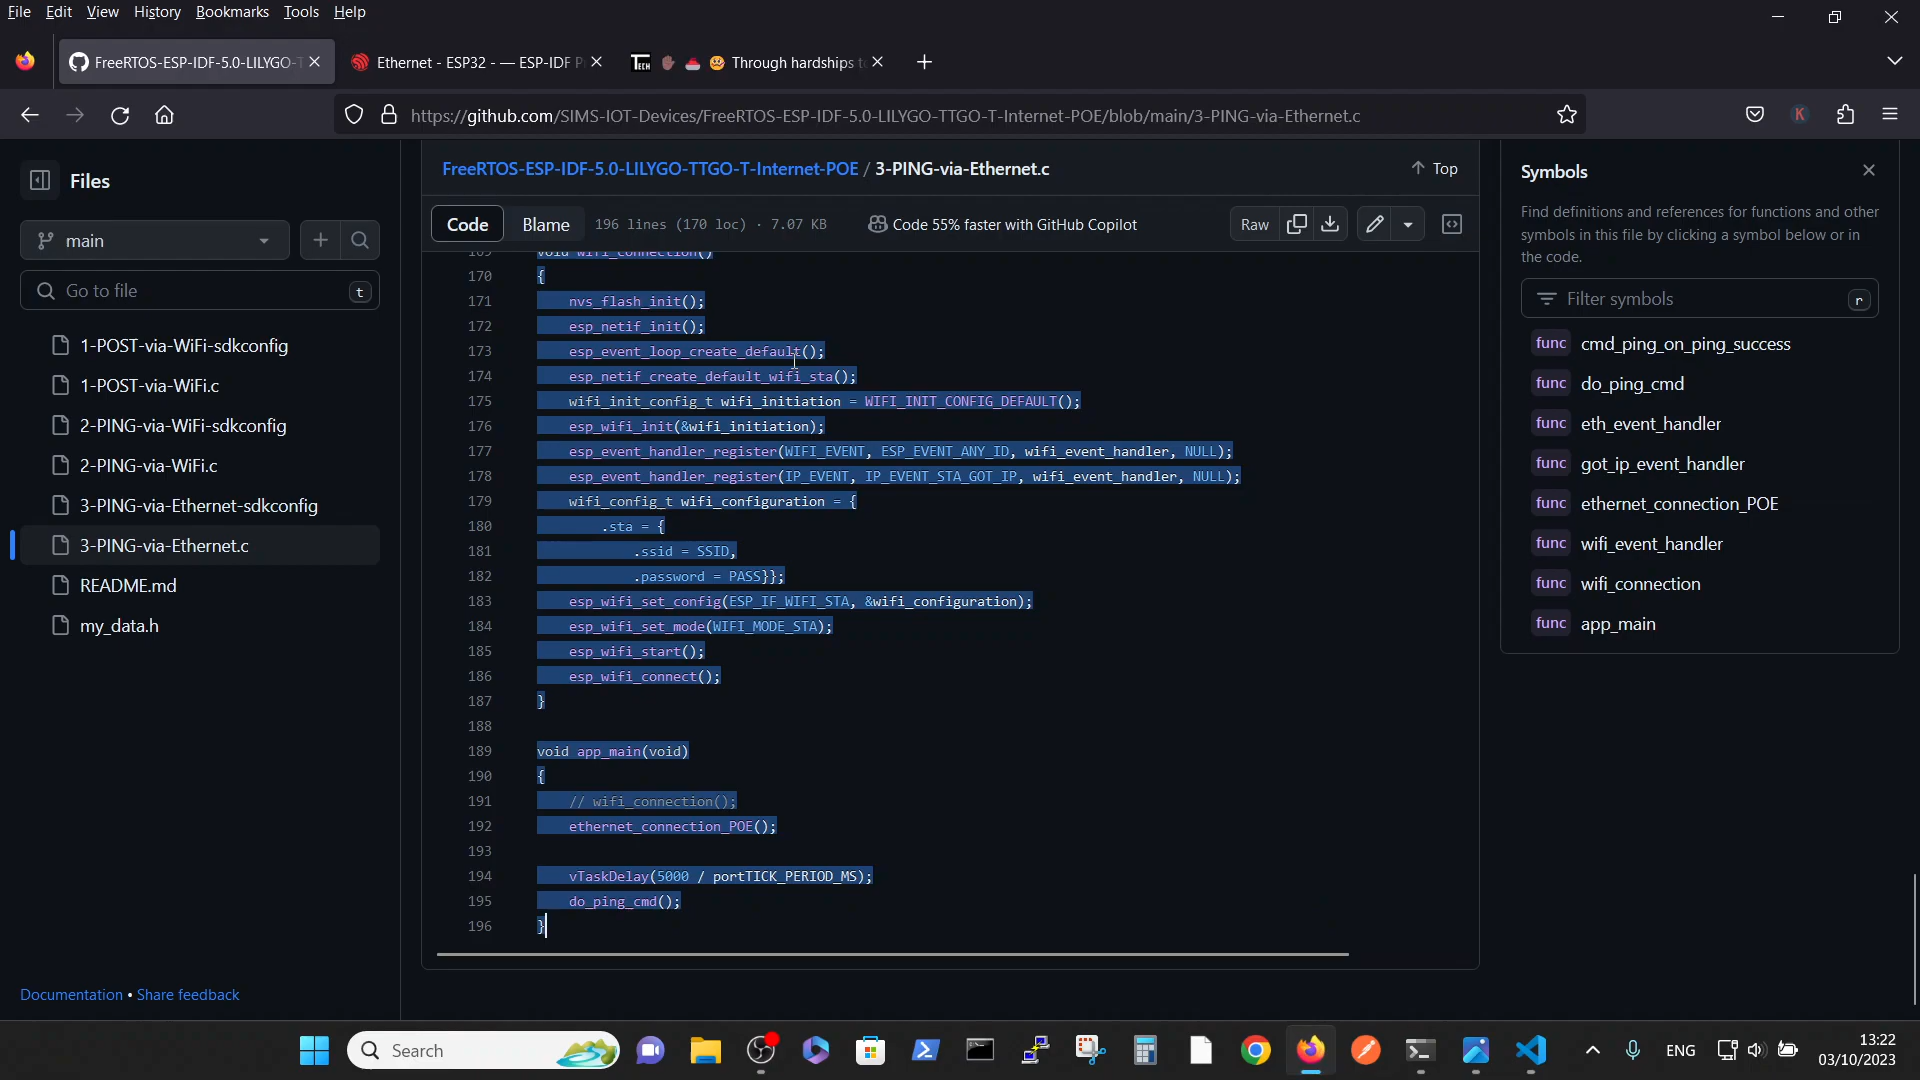 File Edit View History Bookmarks Tools Help
FreeRTOS-ESP-IDF-5.0-LILYGO-T
Ethernet - ESP32 - — ESP-IDF P
TECH Through hardships t
https://github.com/SIMS-IOT-Devices/FreeRTOS-ESP-IDF-5.0-LILYGO-TTGO-T-Internet-POE/blob/main/3-PING-via-Ethernet.c
K
Files
main
Go to file t
1-POST-via-WiFi-sdkconfig
1-POST-via-WiFi.c
2-PING-via-WiFi-sdkconfig
2-PING-via-WiFi.c
3-PING-via-Ethernet-sdkconfig
3-PING-via-Ethernet.c
README.md
my_data.h
Documentation • Share feedback
FreeRTOS-ESP-IDF-5.0-LILYGO-TTGO-T-Internet-POE / 3-PING-via-Ethernet.c
Top
Code Blame 196 lines (170 loc) · 7.07 KB Code 55% faster with GitHub Copilot Raw
169 void wifi_connection()
170 {
171 nvs_flash_init();
172 esp_netif_init();
173 esp_event_loop_create_default();
174 esp_netif_create_default_wifi_sta();
175 wifi_init_config_t wifi_initiation = WIFI_INIT_CONFIG_DEFAULT();
176 esp_wifi_init(&wifi_initiation);
177 esp_event_handler_register(WIFI_EVENT, ESP_EVENT_ANY_ID, wifi_event_handler, NULL);
178 esp_event_handler_register(IP_EVENT, IP_EVENT_STA_GOT_IP, wifi_event_handler, NULL);
179 wifi_config_t wifi_configuration = {
180 .sta = {
181 .ssid = SSID,
182 .password = PASS}};
183 esp_wifi_set_config(ESP_IF_WIFI_STA, &wifi_configuration);
184 esp_wifi_set_mode(WIFI_MODE_STA);
185 esp_wifi_start();
186 esp_wifi_connect();
187 }
188
189 void app_main(void)
190 {
191 // wifi_connection();
192 ethernet_connection_POE();
193
194 vTaskDelay(5000 / portTICK_PERIOD_MS);
195 do_ping_cmd();
196 }
Symbols
Find definitions and references for functions and other
symbols in this file by clicking a symbol below or in
the code.
Filter symbols r
func cmd_ping_on_ping_success
func do_ping_cmd
func eth_event_handler
func got_ip_event_handler
func ethernet_connection_POE
func wifi_event_handler
func wifi_connection
func app_main
Search
ENG
13:22
03/10/2023